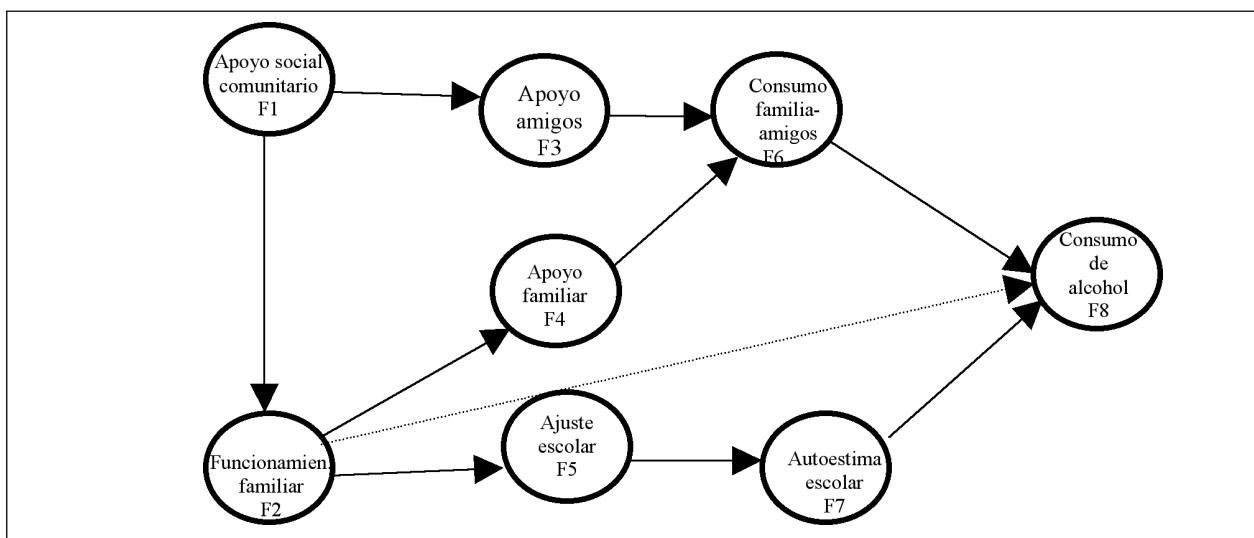 Apoyo social
comunitario
F1
Apoyo
amigos
F3
Consumo
familia-
amigos
F6
Apoyo
familiar
F4
Consumo
de
alcohol
F8
Funcionamien.
familiar
F2
Ajuste
escolar
F5
Autoestima
escolar
F7